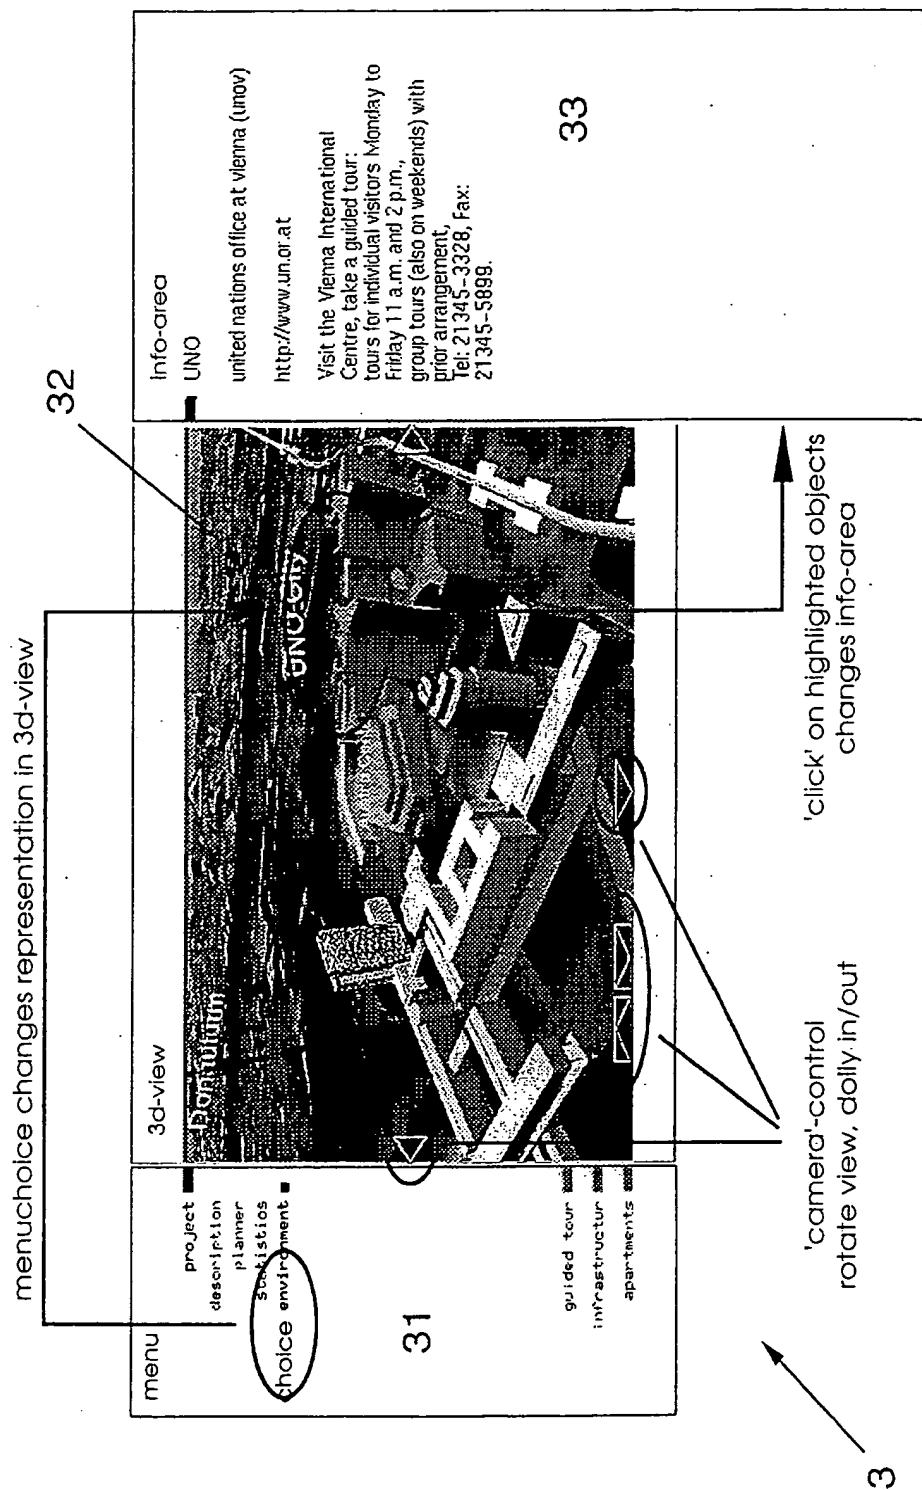 menuchoice changes representation in 3d-view
32
menu
project
description
planner
statistios
choice environment
31
guided tour
infrastructur
apartments
3d-view
Donauturm
UNO-City
Info-area
UNO
united nations office at vienna (unov)
http://www.un.or.at
Visit the Vienna International
Centre, take a guided tour:
tours for individual visitors Monday to
Friday 11 a.m. and 2 p.m.,
group tours (also on weekends) with
prior arrangement,
Tel: 21345-3328, Fax:
21345-5899.
33
'camera'-control
rotate view, dolly in/out
'click' on highlighted objects
changes info-area
3